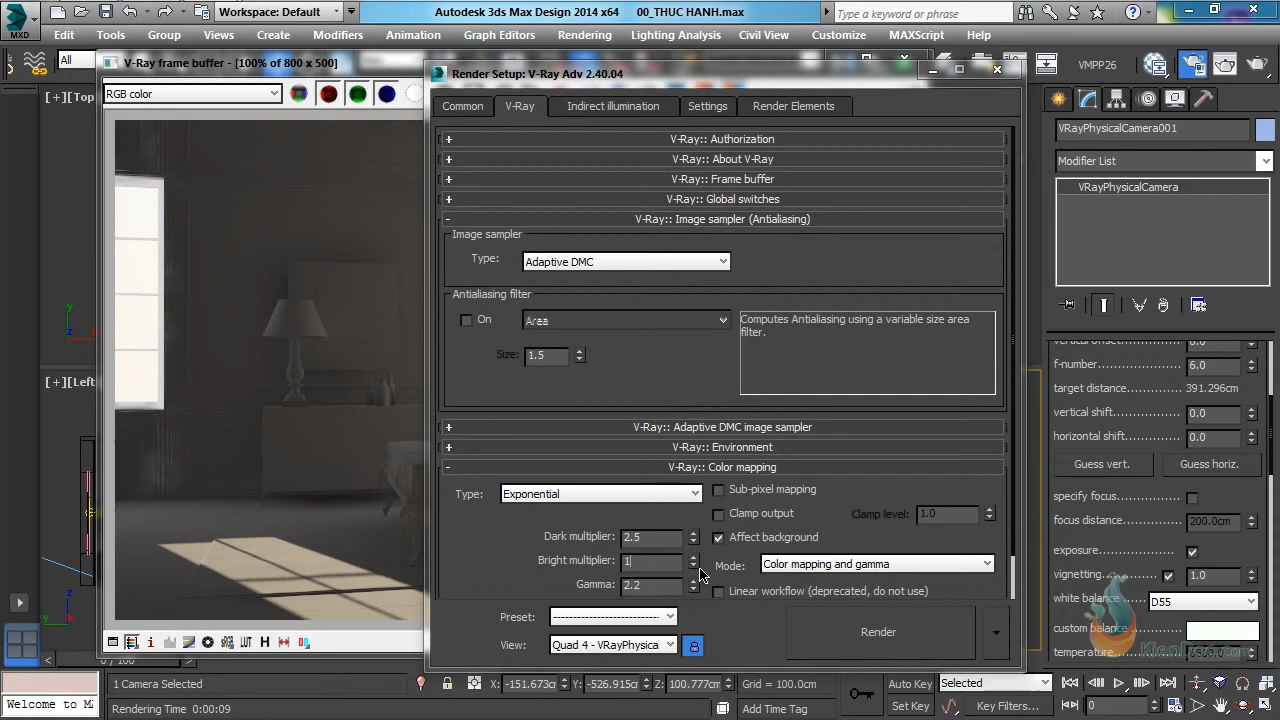 MXD
Workspace: Default
Autodesk 3ds Max Design 2014 x64 00_THUC HANH.max
Type a keyword or phrase
Edit Tools Group Views Create Modifiers Animation Graph Editors Rendering Lighting Analysis Civil View Customize MAXScript Help
All
V-Ray frame buffer - [100% of 800 x 500]
Render Setup: V-Ray Adv 2.40.04
VMPP26
[+][Top
RGB color
Common V-Ray Indirect illumination Settings Render Elements
VRayPhysicalCamera001
V-Ray:: Authorization
V-Ray:: About V-Ray
Modifier List
V-Ray:: Frame buffer
VRayPhysicalCamera
V-Ray:: Global switches
V-Ray:: Image sampler (Antialiasing)
Image sampler
Type: Adaptive DMC
Antialiasing filter
On Area
Computes Antialiasing using a variable size area filter.
Size: 1.5
f-number 6.0
target distance 391.296cm
vertical shift 0.0
horizontal shift 0.0
Guess vert. Guess horiz.
specify focus
focus distance 200.0cm
exposure
vignetting 1.0
white balance D55
custom balance
temperature
[+][Left
V-Ray:: Adaptive DMC image sampler
V-Ray:: Environment
V-Ray:: Color mapping
Type: Exponential
Sub-pixel mapping
Clamp output Clamp level: 1.0
Dark multiplier: 2.5
Affect background
Bright multiplier: 1
Mode: Color mapping and gamma
Gamma: 2.2
Linear workflow (deprecated, do not use)
Preset: --------------------
Render
View: Quad 4 - VRayPhysical
0 / 100
1 Camera Selected
X: -151.673cm Y: -526.915cm Z: 100.777cm Grid = 100.0cm
Auto Key Selected
Welcome to M
Rendering Time 0:00:09
Add Time Tag
Set Key Key Filters... 0